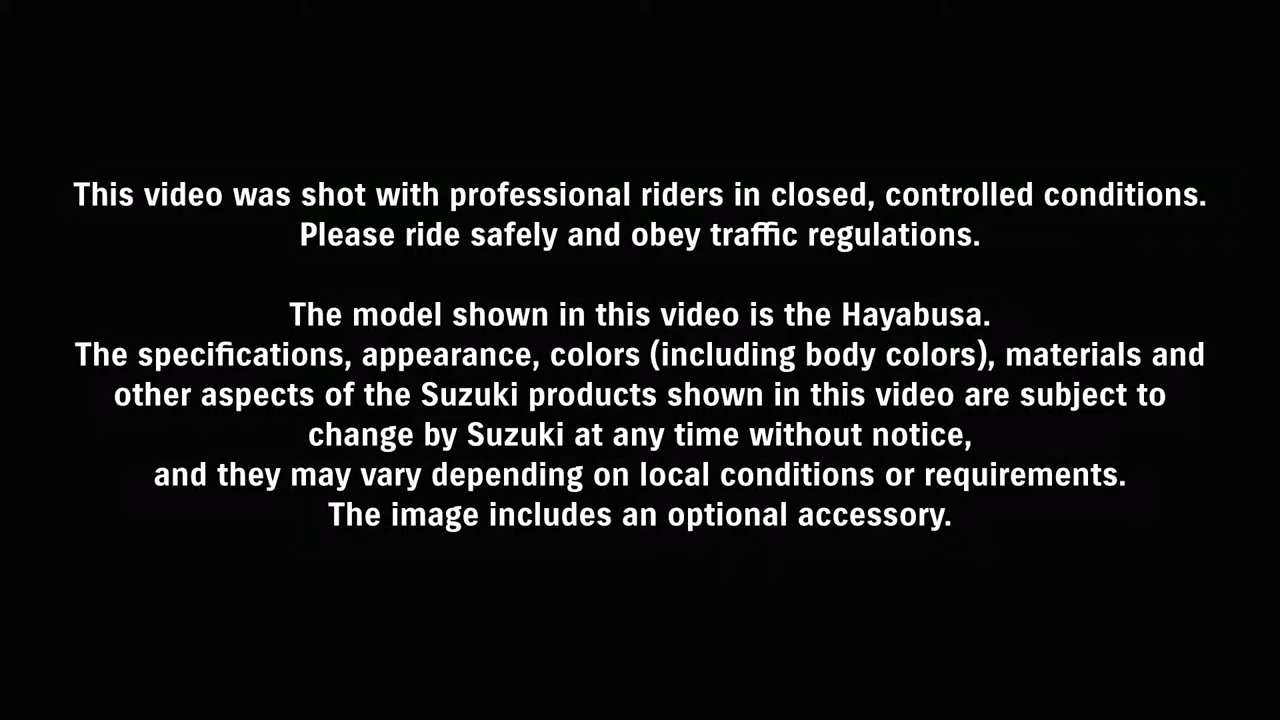 This video was shot with professional riders in closed, controlled conditions.
Please ride safely and obey traffic regulations.
The model shown in this video is the Hayabusa.
The specifications, appearance, colors (including body colors), materials and
other aspects of the Suzuki products shown in this video are subject to
change by Suzuki at any time without notice,
and they may vary depending on local conditions or requirements.
The image includes an optional accessory.